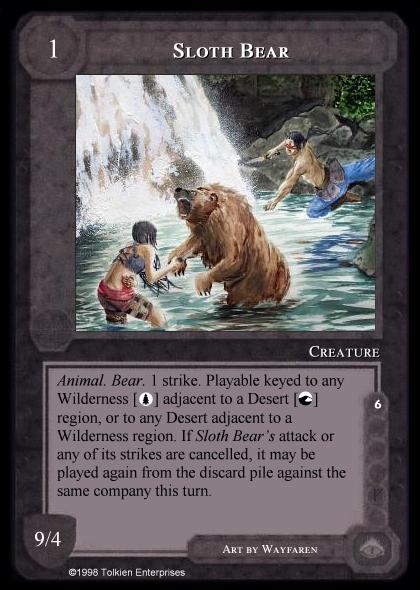 1
SLOTH BEAR
CREATURE
Animal. Bear. 1 strike. Playable keyed to any
Wilderness [] adjacent to a Desert []
region, or to any Desert adjacent to a
Wilderness region. If Sloth Bear's attack or
any of its strikes are cancelled, it may be
played again from the discard pile against the
same company this turn.
6
9/4
ART BY WAYFAREN
©1998 Tolkien Enterprises